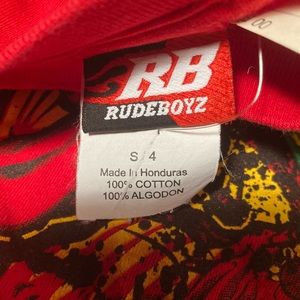 RB
RUDEBOYZ
S / 4
Made In Honduras
100% COTTON
100% ALGODON